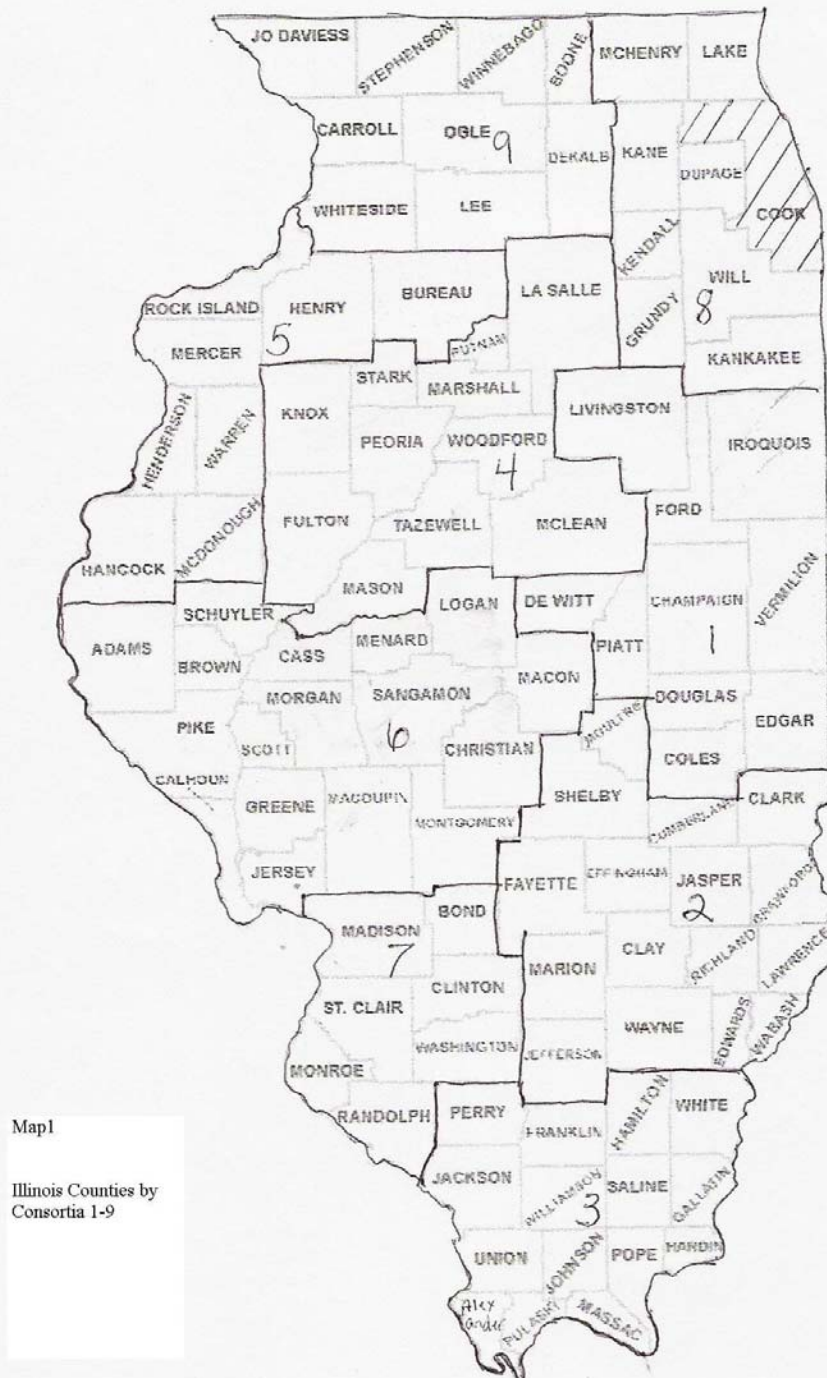 JO DAVIESS STEPHENSON WINNEBAGO BOONE MCHENRY LAKE
CARROLL OGLE 9 DEKALB KANE DUPAGE COOK
WHITESIDE LEE KENDALL WILL
ROCK ISLAND HENRY BUREAU LA SALLE GRUNDY 8
MERCER 5 PUTNAM KANKAKEE
STARK MARSHALL
HENDERSON WARREN KNOX PEORIA WOODFORD LIVINGSTON IROQUOIS
4
HANCOCK MCDONOUGH FULTON TAZEWELL MCLEAN FORD
MASON
SCHUYLER LOGAN DE WITT CHAMPAIGN VERMILION
ADAMS BROWN CASS MENARD PIATT 1
MORGAN SANGAMON MACON DOUGLAS
PIKE SCOTT 6 CHRISTIAN MOULTRIE COLES EDGAR
CALHOUN
GREENE MACOUPIN MONTGOMERY SHELBY CUMBERLAND CLARK
JERSEY FAYETTE EFFINGHAM JASPER CRAWFORD
MADISON BOND 2
7 MARION CLAY RICHLAND LAWRENCE
ST. CLAIR CLINTON
WASHINGTON JEFFERSON WAYNE EDWARDS WABASH
MONROE
RANDOLPH PERRY FRANKLIN HAMILTON WHITE
JACKSON WILLIAMSON SALINE GALLATIN
3
UNION JOHNSON POPE HARDIN
Alex
ander PULASKI MASSAC
Map1
Illinois Counties by
Consortia 1-9